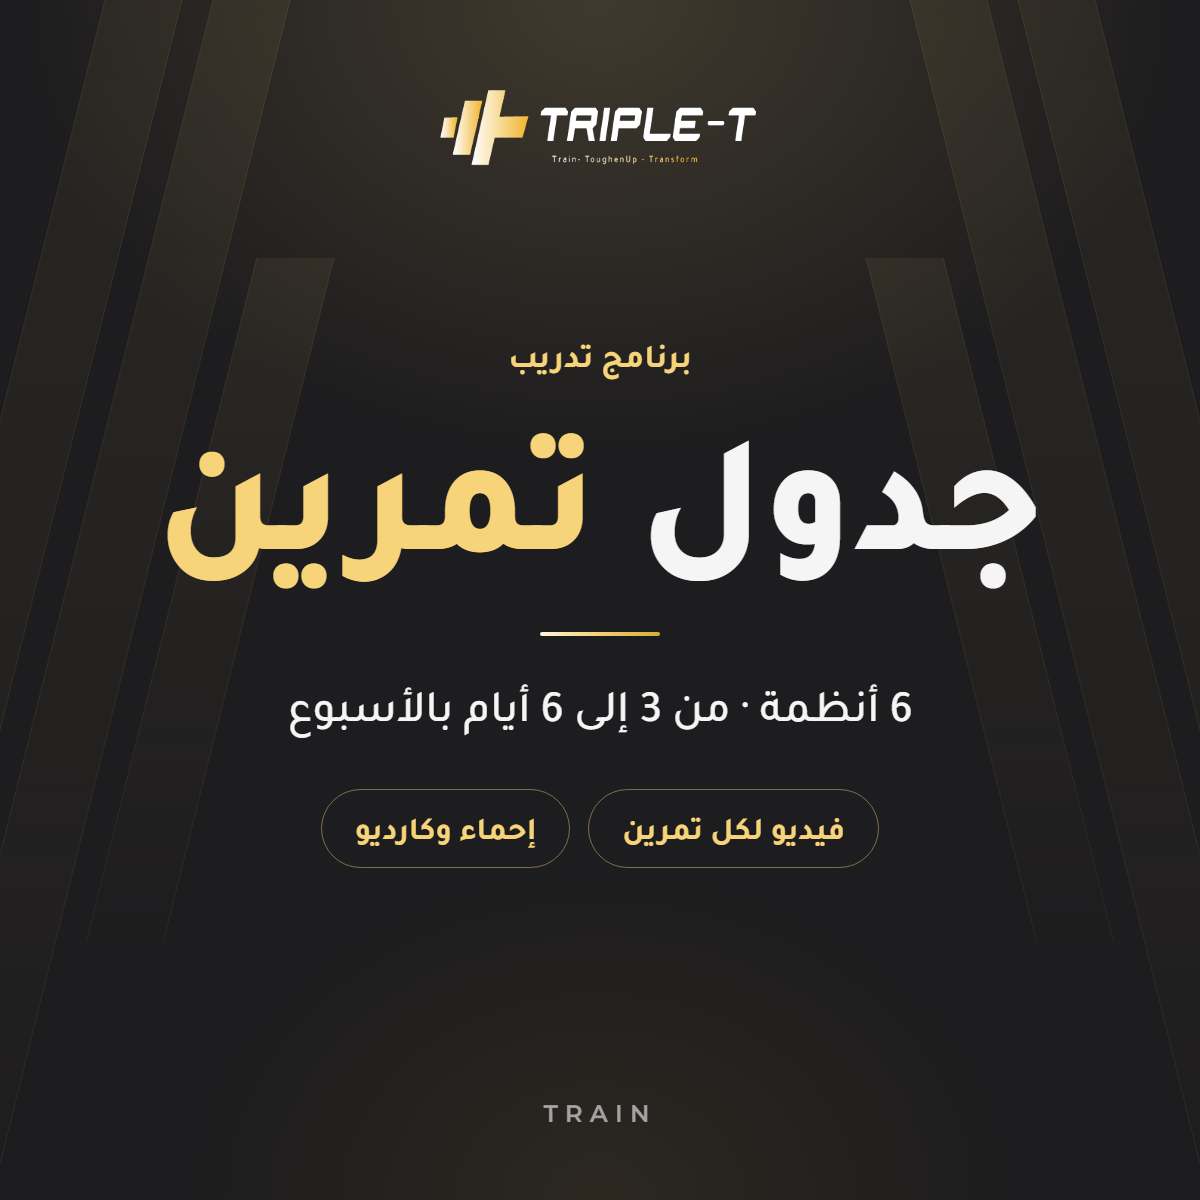 TRIPLE-T
Train- ToughenUp - Transform
برنامج تدريب
جدول تمرين
6 أنظمة · من 3 إلى 6 أيام بالأسبوع
فيديو لكل تمرين
إحماء وكارديو
TRAIN